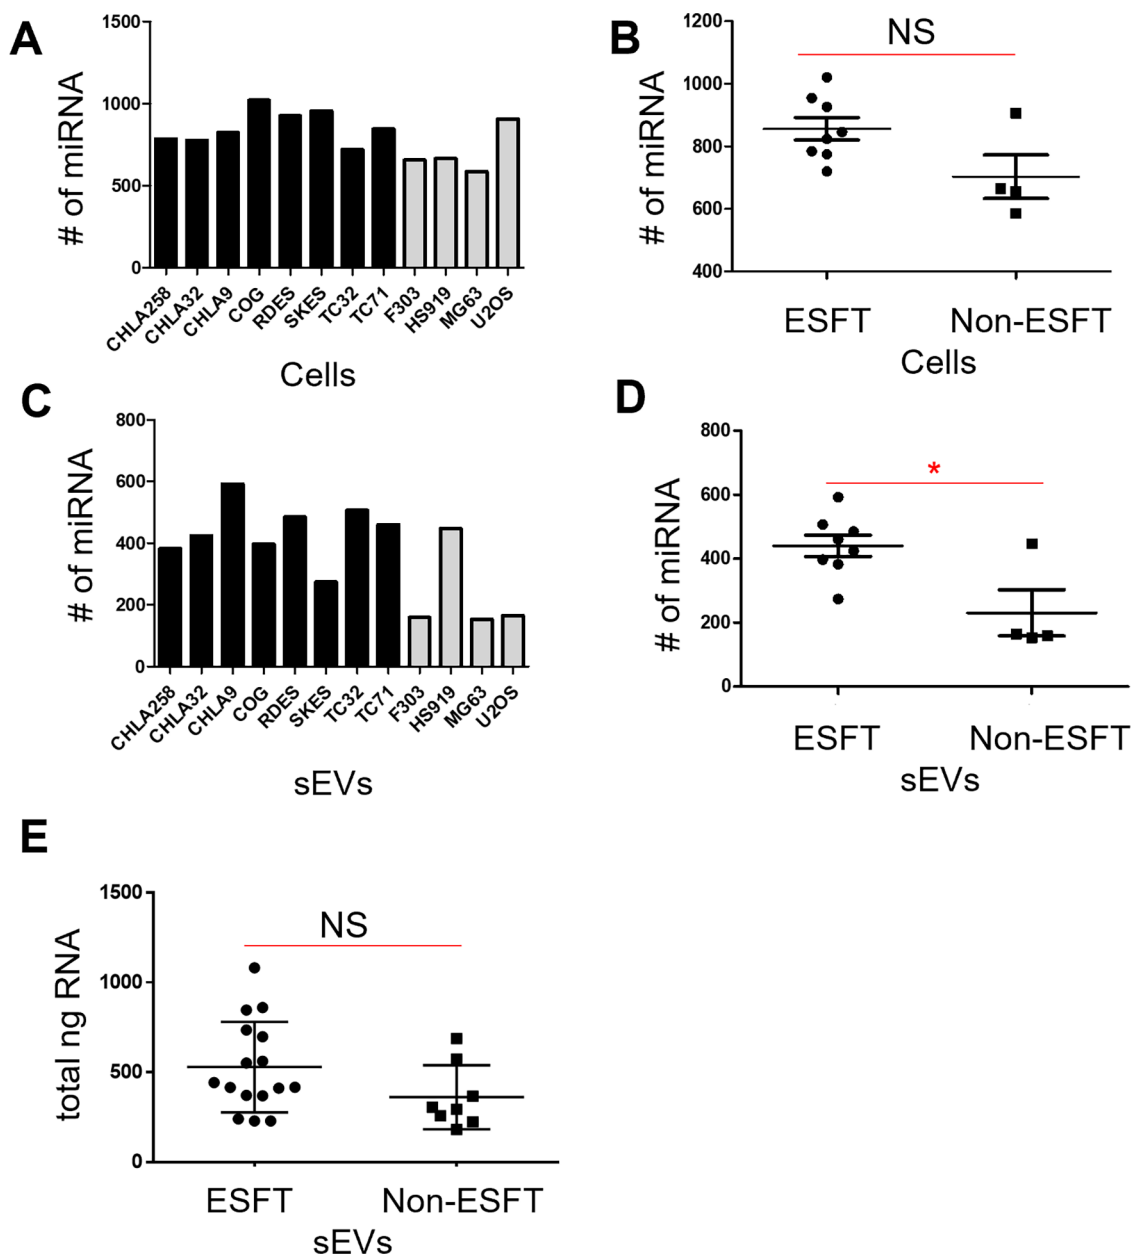 A
# of miRNA
1500
1000
500
0
CHLA258
CHLA32
CHLA9
COG
RDES
SKES
TC32
TC71
F303
HS919
MG63
U2OS
Cells
B
# of miRNA
1200
1000
800
600
400
NS
ESFT
Non-ESFT
Cells
C
# of miRNA
800
600
400
200
0
CHLA258
CHLA32
CHLA9
COG
RDES
SKES
TC32
TC71
F303
HS919
MG63
U2OS
sEVs
D
# of miRNA
800
600
400
200
0
*
ESFT
Non-ESFT
sEVs
E
total ng RNA
1500
1000
500
0
NS
ESFT
Non-ESFT
sEVs